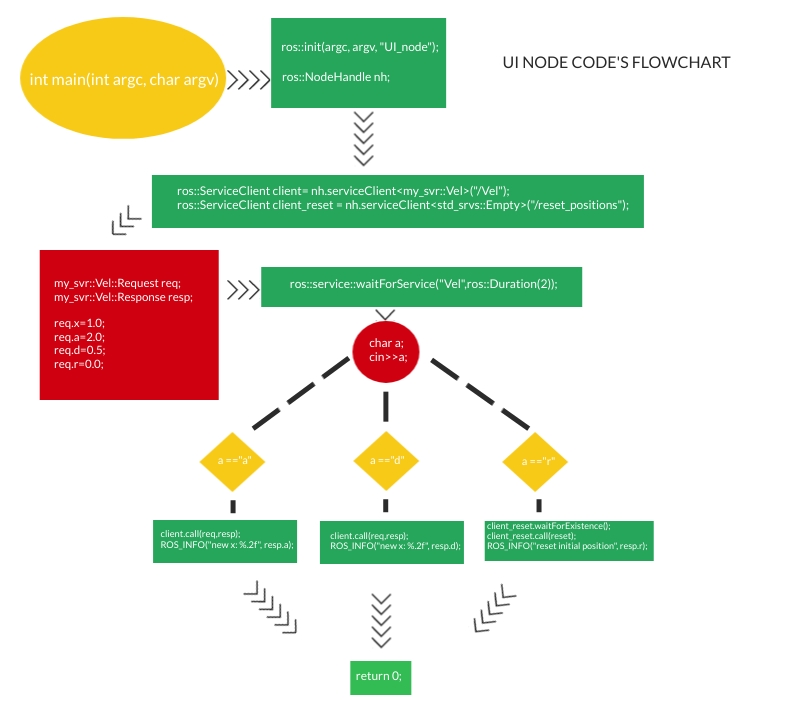 UI NODE CODE'S FLOWCHART
int main(int argc, char argv)
ros::init(argc, argv, "UI_node");
ros::NodeHandle nh;
ros::ServiceClient client= nh.serviceClient<my_svr::Vel>("/Vel");
ros::ServiceClient client_reset = nh.serviceClient<std_srvs::Empty>("/reset_positions");
my_svr::Vel::Request req;
my_svr::Vel::Response resp;
req.x=1.0;
req.a=2.0;
req.d=0.5;
req.r=0.0;
ros::service::waitForService("Vel",ros::Duration(2));
char a;
cin>>a;
a =="a"
a =="d"
a =="r"
client.call(req,resp);
ROS_INFO("new x: %.2f", resp.a);
client.call(req,resp);
ROS_INFO("new x: %.2f", resp.d);
client_reset.waitForExistence();
client_reset.call(reset);
ROS_INFO("reset initial position", resp.r);
return 0;